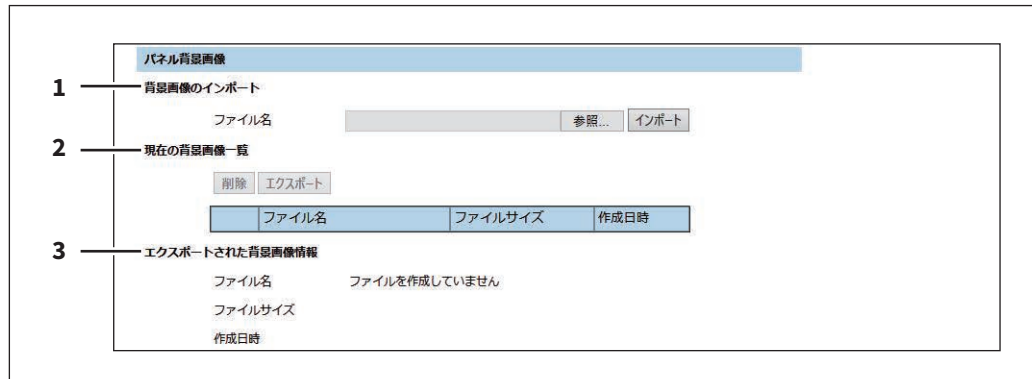 パネル背景画像
1 背景画像のインポート
ファイル名 参照... インポート
2 現在の背景画像一覧
削除 エクスポート
ファイル名 ファイルサイズ 作成日時
3 エクスポートされた背景画像情報
ファイル名 ファイルを作成していません
ファイルサイズ
作成日時